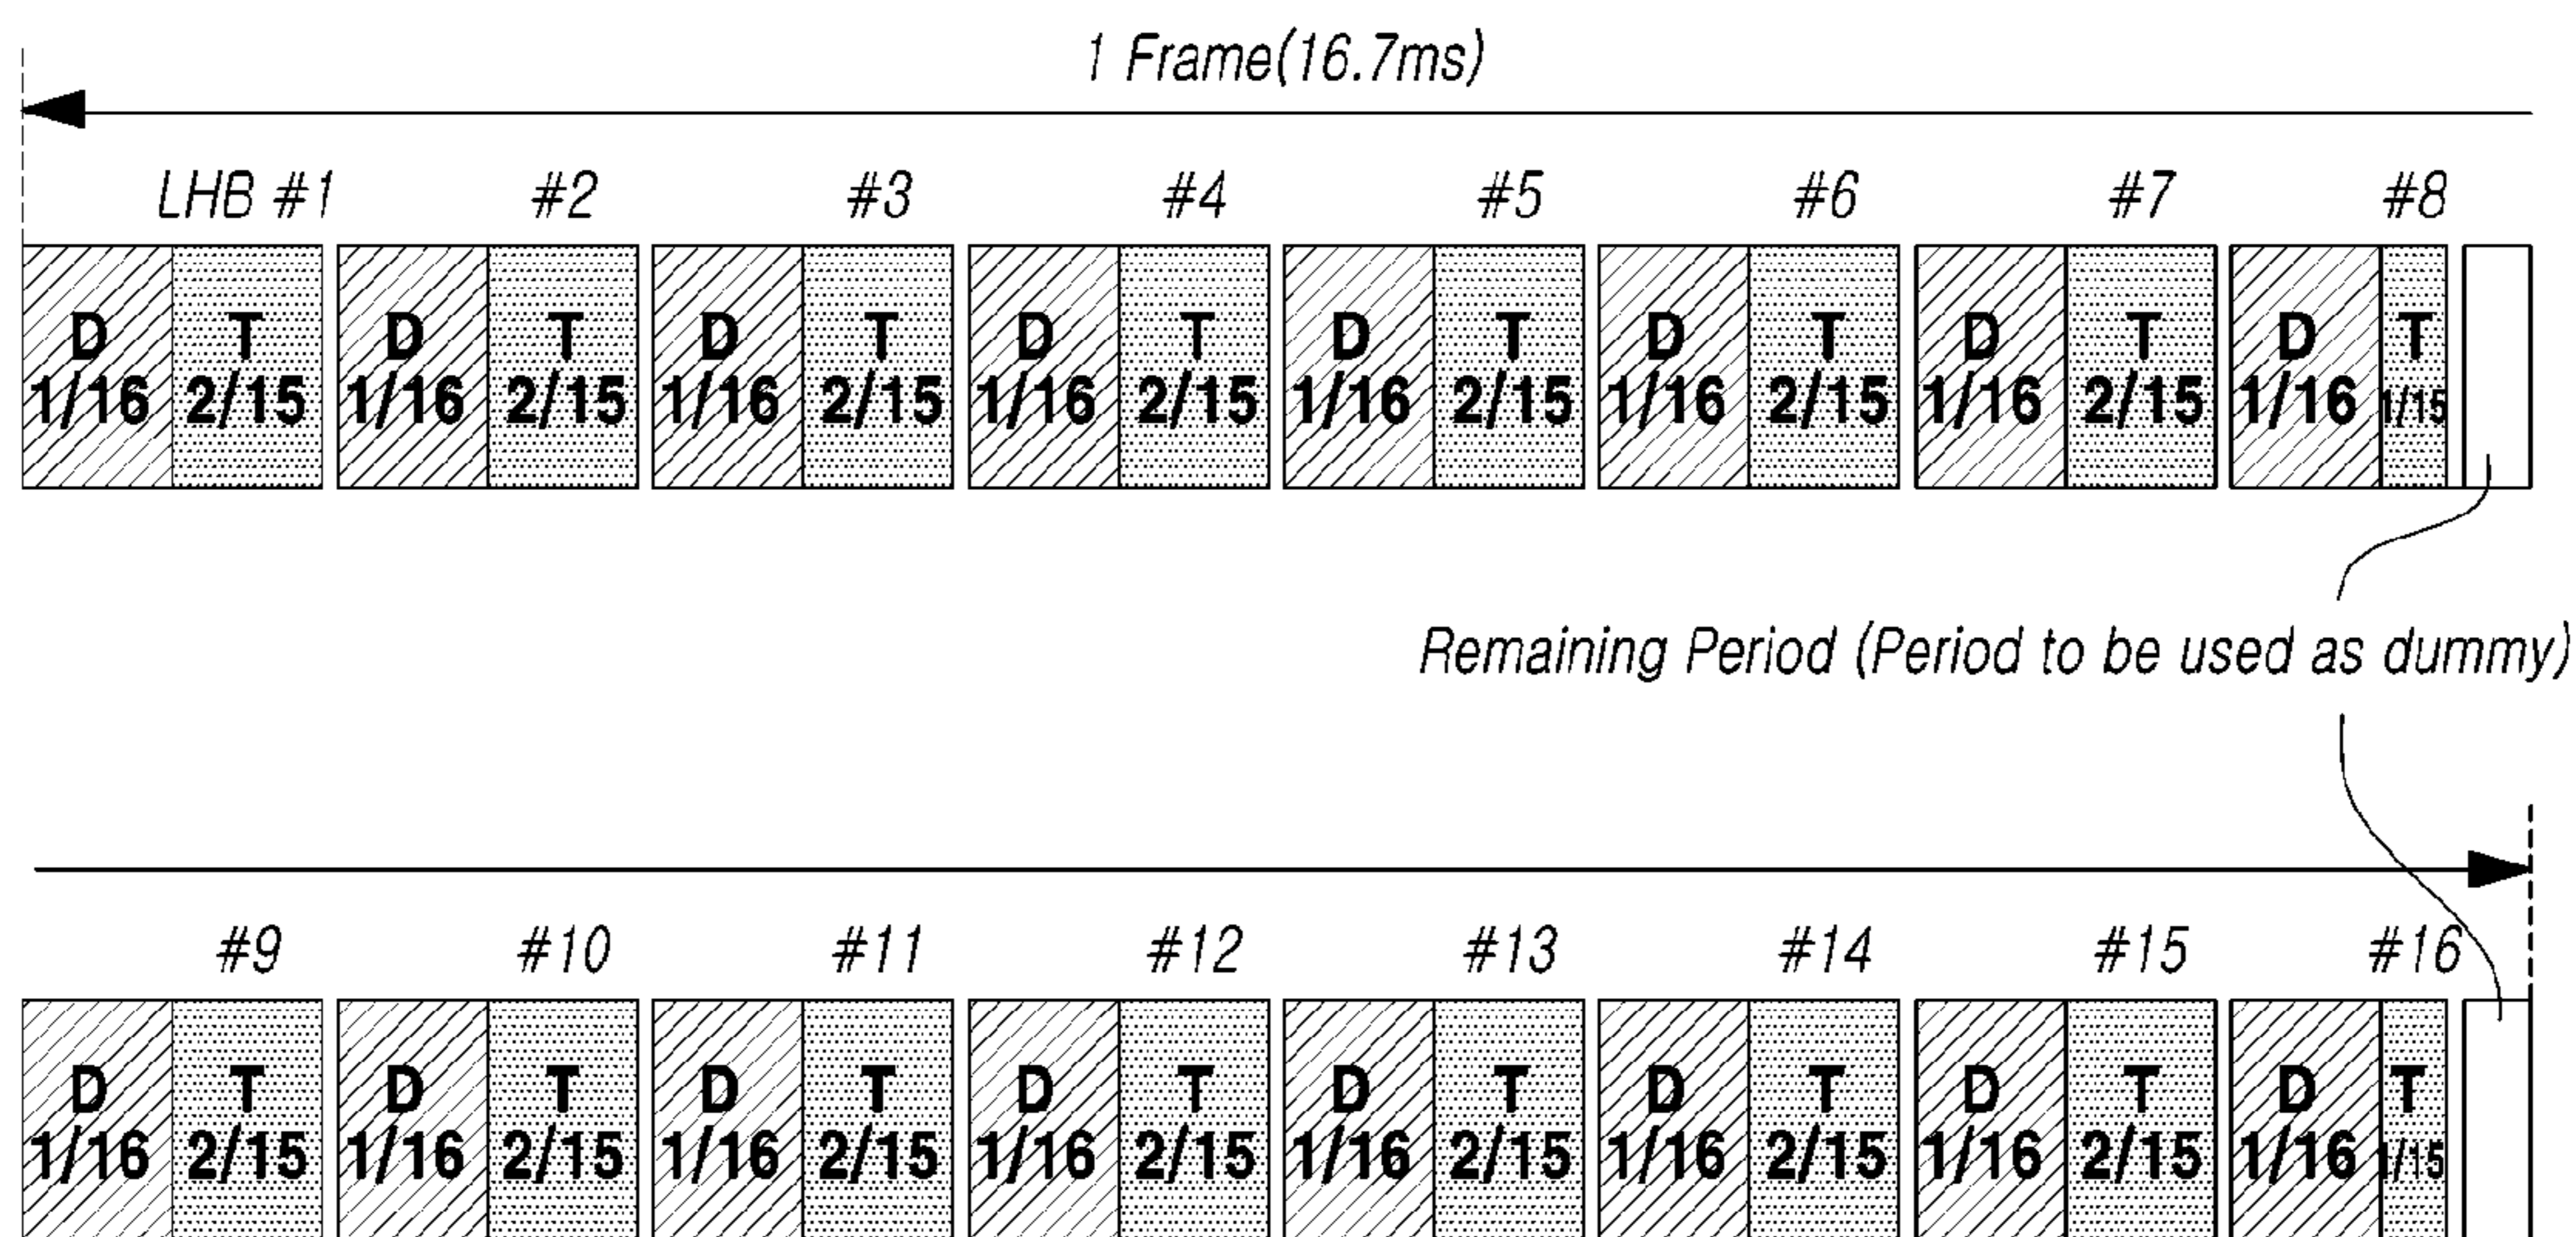 1 Frame(16.7ms)
LHB #1 #2 #3 #4 #5 #6 #7 #8
D T D T D T D T D T D T D T D T
1/16 2/15 1/16 2/15 1/16 2/15 1/16 2/15 1/16 2/15 1/16 2/15 1/16 2/15 1/16 1/15
Remaining Period (Period to be used as dummy)
#9 #10 #11 #12 #13 #14 #15 #16
D T D T D T D T D T D T D T D T
1/16 2/15 1/16 2/15 1/16 2/15 1/16 2/15 1/16 2/15 1/16 2/15 1/16 2/15 1/16 1/15